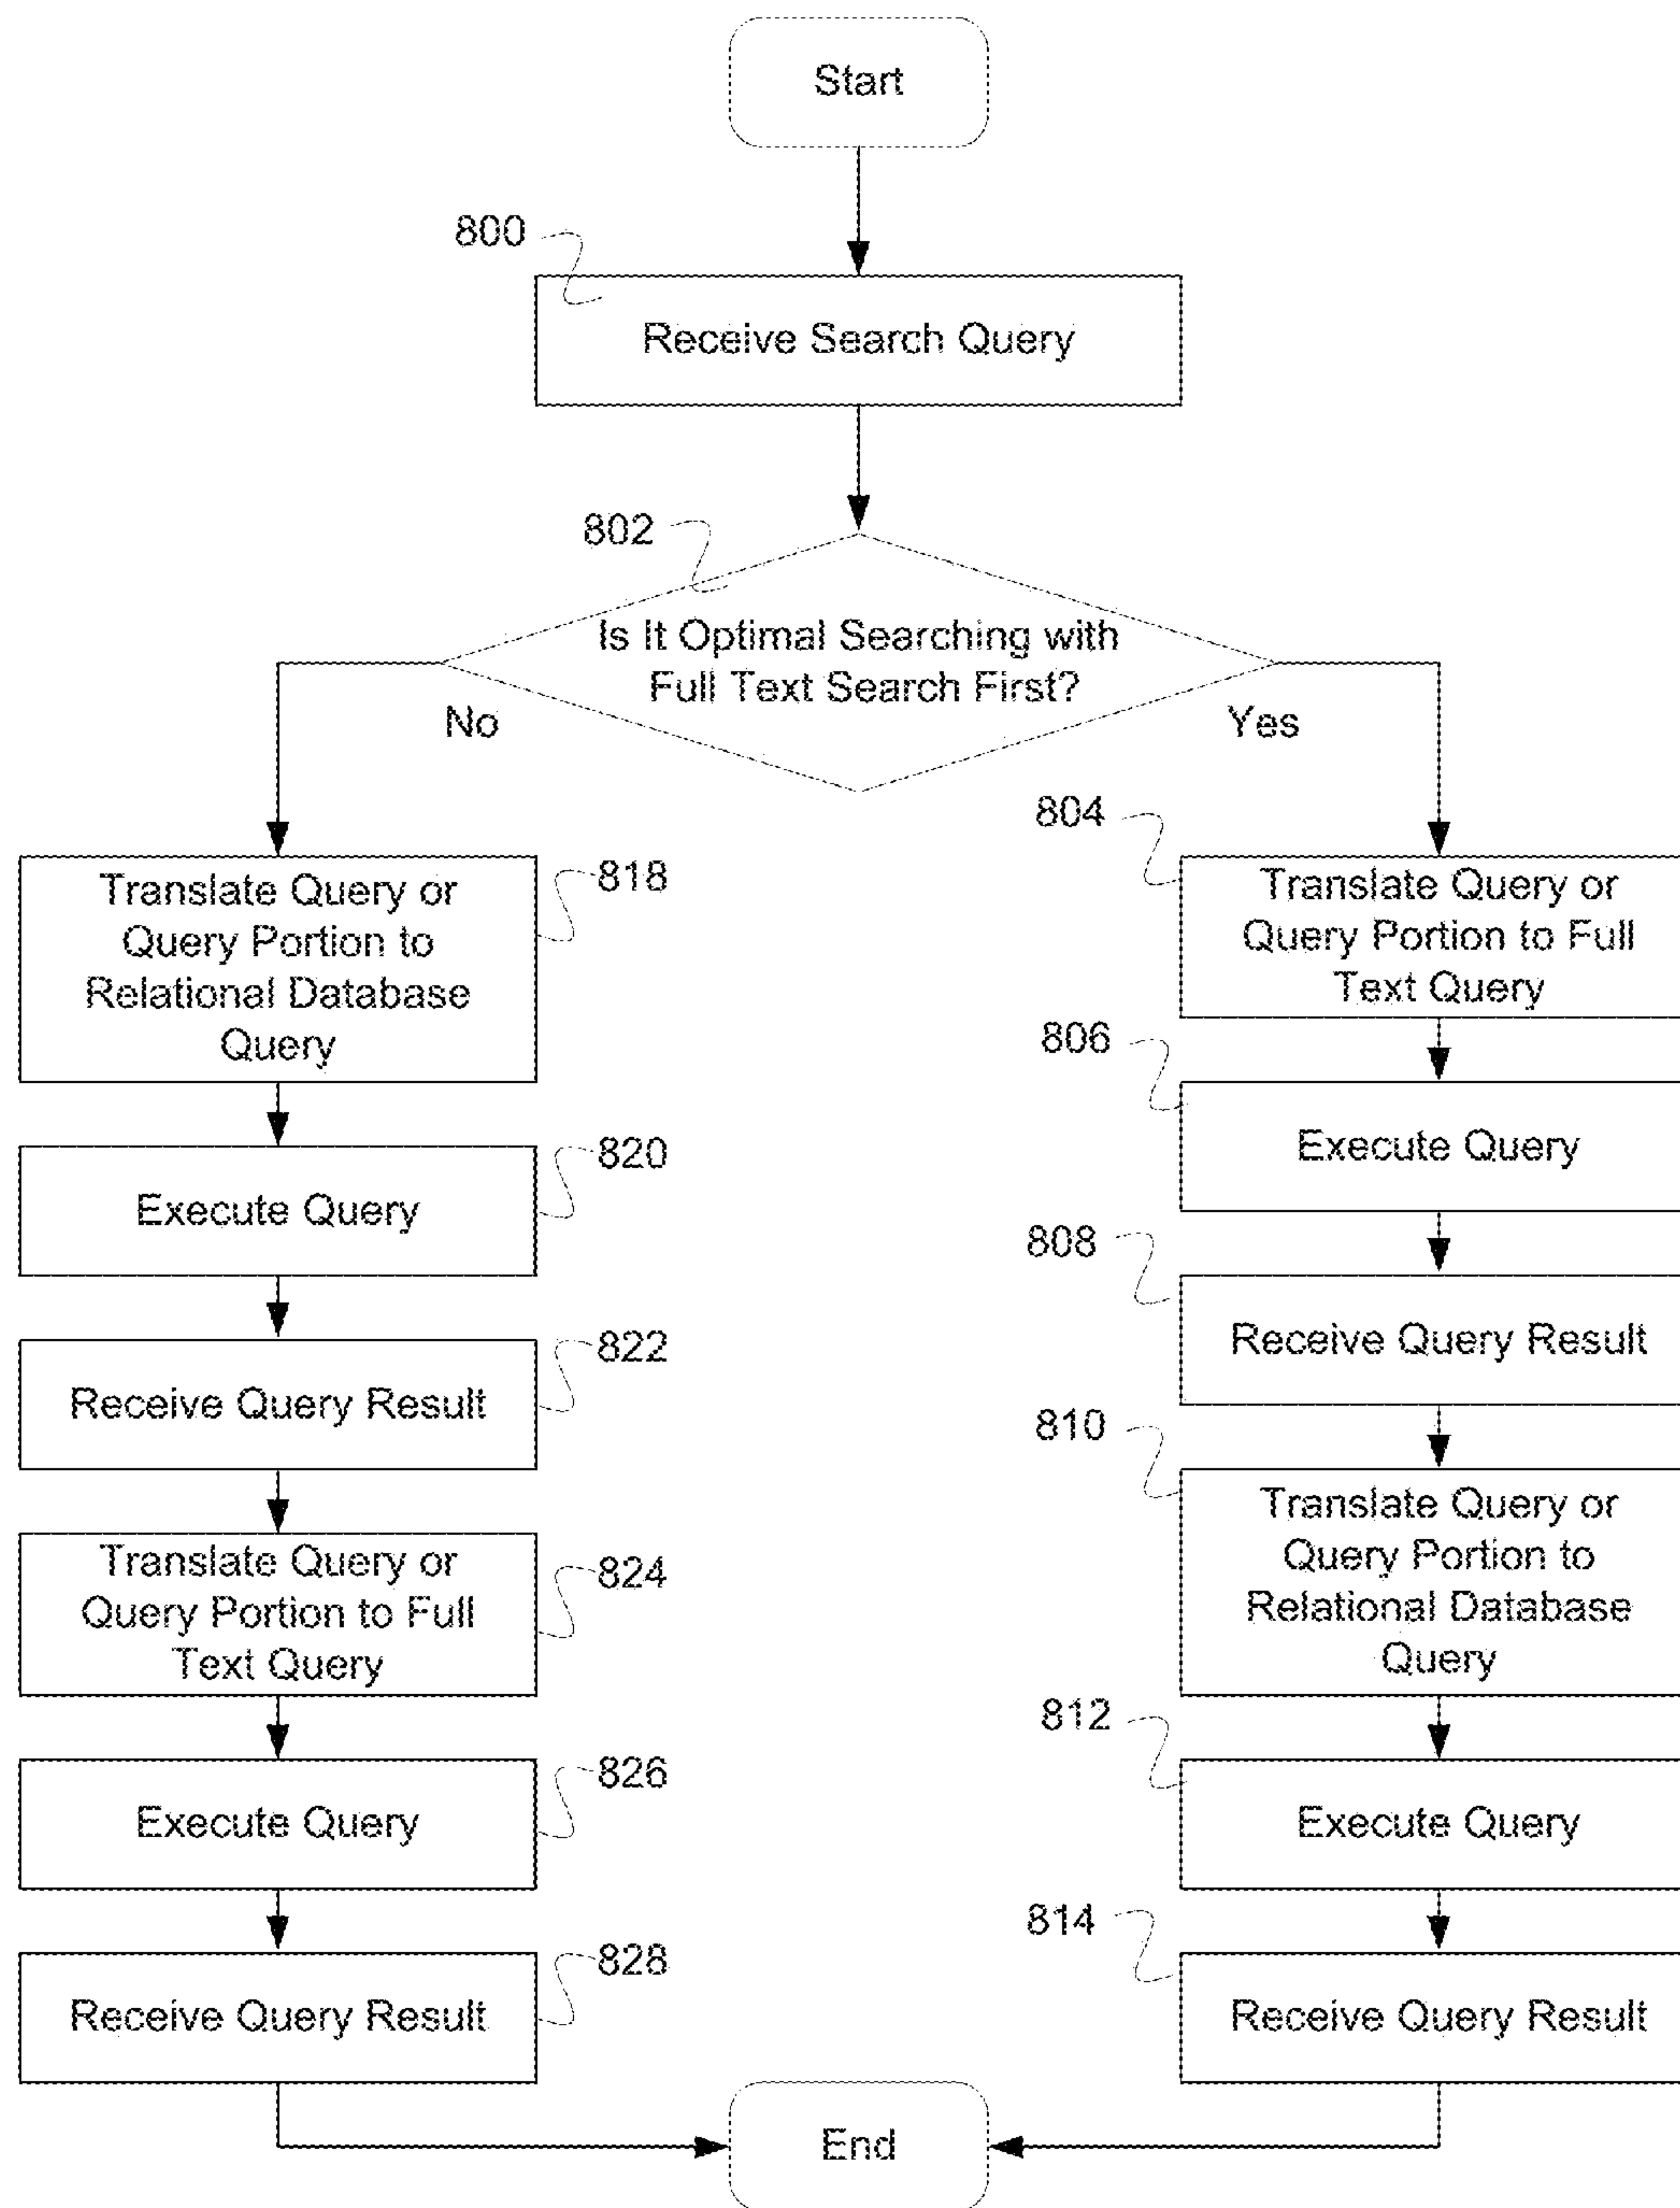 Start
800
Receive Search Query
802
Is It Optimal Searching with
Full Text Search First?
No
Yes
818
Translate Query or
Query Portion to
Relational Database
Query
820
Execute Query
822
Receive Query Result
824
Translate Query or
Query Portion to Full
Text Query
826
Execute Query
828
Receive Query Result
804
Translate Query or
Query Portion to Full
Text Query
806
Execute Query
808
Receive Query Result
810
Translate Query or
Query Portion to
Relational Database
Query
812
Execute Query
814
Receive Query Result
End